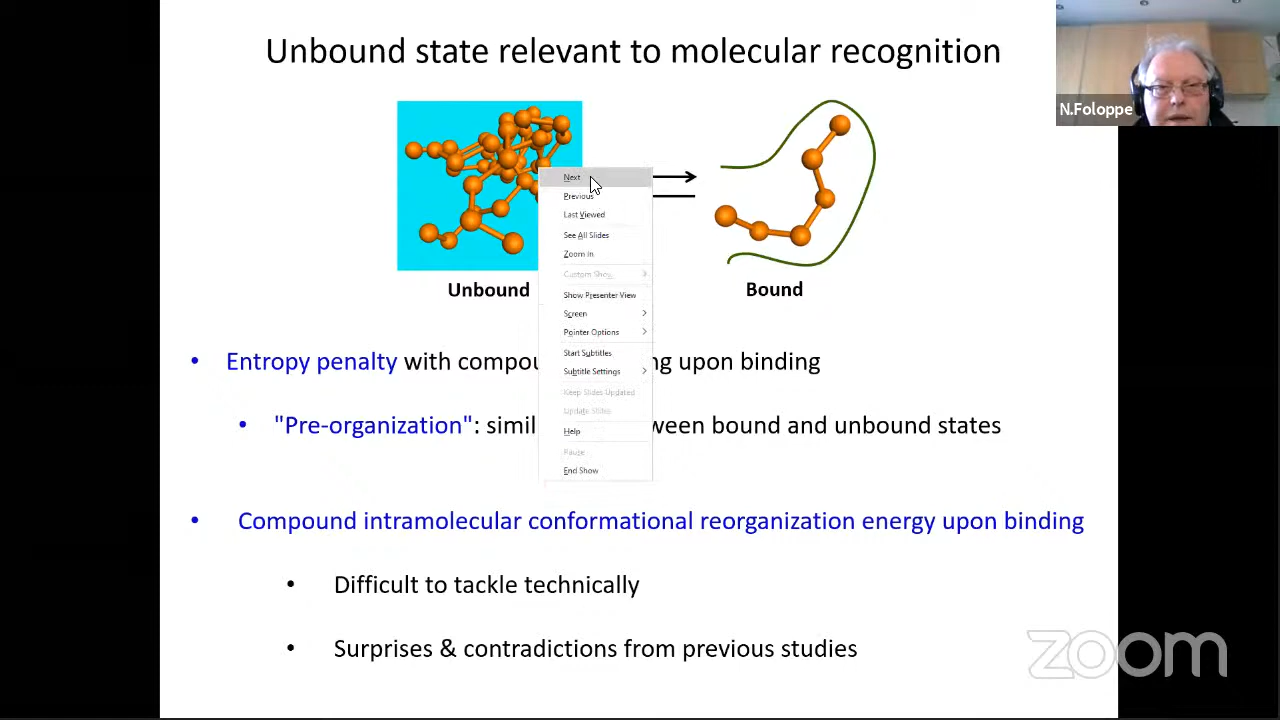 Unbound state relevant to molecular recognition
N.Foloppe
Next
Previous
Last Viewed
See All Slides
Zoom in
Custom Show
Show Presenter View
Screen
Pointer Options
Start Subtitles
Subtitle Settings
Keep Slides Updated
Update Slides
Help
Pause
End Show
Unbound
Bound
• Entropy penalty with compou ng upon binding
• "Pre-organization": simil ween bound and unbound states
• Compound intramolecular conformational reorganization energy upon binding
• Difficult to tackle technically
• Surprises & contradictions from previous studies
zoom